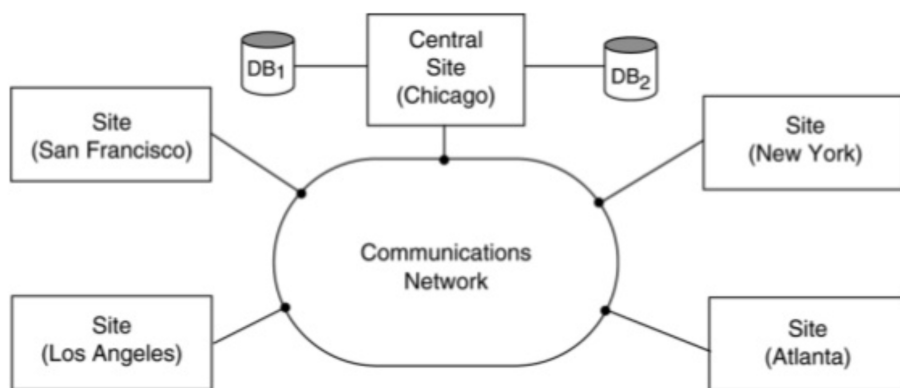 Central
Site
(Chicago)
DB1
DB2
Site
(San Francisco)
Site
(New York)
Communications
Network
Site
(Los Angeles)
Site
(Atlanta)